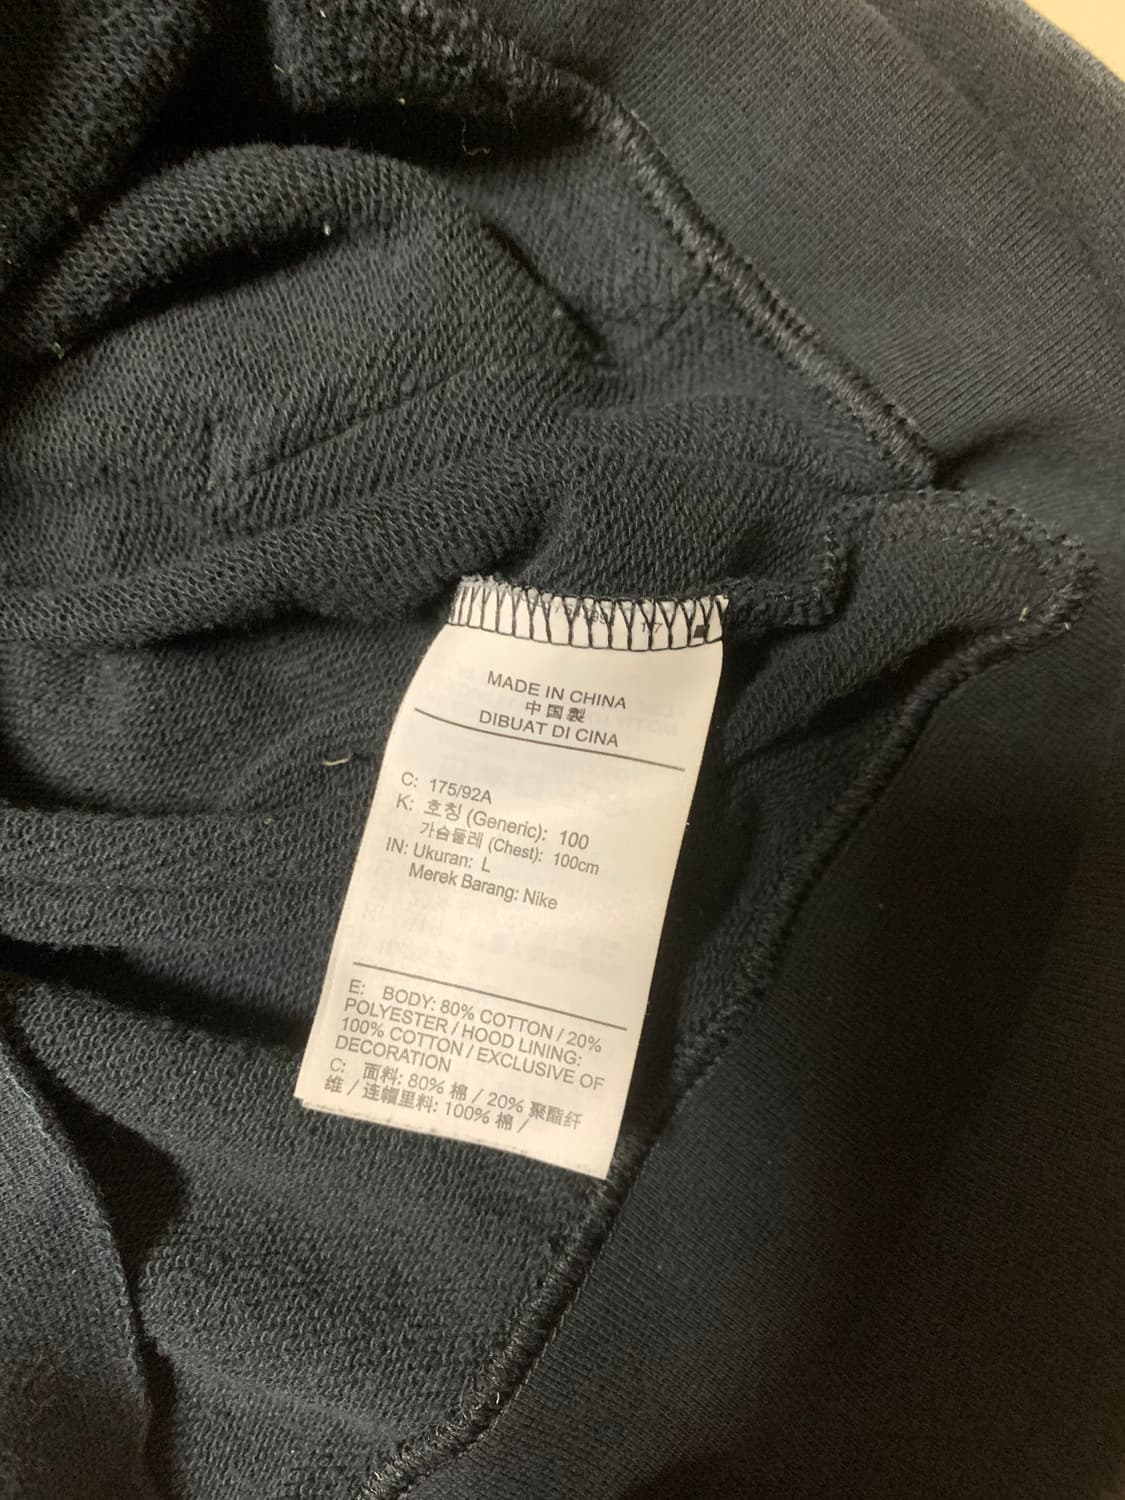 MADE IN CHINA
中国製
DIBUAT DI CINA
C: 175/92A
K: 호칭 (Generic): 100
가슴둘레 (Chest): 100cm
IN: Ukuran: L
Merek Barang: Nike
E: BODY: 80% COTTON / 20%
POLYESTER / HOOD LINING:
100% COTTON / EXCLUSIVE OF
DECORATION
C: 面料: 80% 棉 / 20% 聚酯纤
维 / 连帽里料: 100% 棉 /